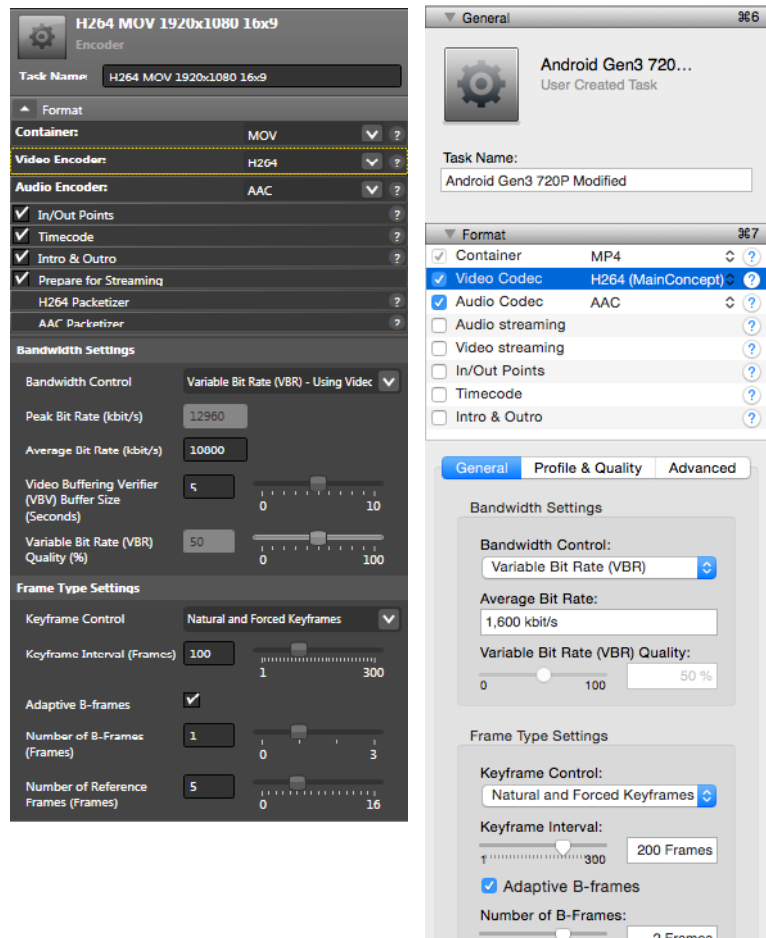 H264 MOV 1920x1080 16x9
Encoder
Task Name: H264 MOV 1920x1080 16x9
Format
Container: MOV ?
Video Encoder: H264 ?
Audio Encoder: AAC ?
In/Out Points ?
Timecode ?
Intro & Outro ?
Prepare for Streaming
H264 Packetizer ?
AAC Packetizer ?
Bandwidth Settings
Bandwidth Control Variable Bit Rate (VBR) - Using Videc
Peak Bit Rate (kbit/s) 12960
Average Bit Rate (kbit/s) 10800
Video Buffering Verifier
(VBV) Buffer Size
(Seconds)
5
0 10
Variable Bit Rate (VBR)
Quality (%)
50
0 100
Frame Type Settings
Keyframe Control Natural and Forced Keyframes
Keyframe Interval (Frames) 100
1 300
Adaptive B-frames
Number of B-Frames
(Frames)
1
0 3
Number of Reference
Frames (Frames)
5
0 16
General ⌘6
Android Gen3 720...
User Created Task
Task Name:
Android Gen3 720P Modified
Format ⌘7
Container MP4 ?
Video Codec H264 (MainConcept) ?
Audio Codec AAC ?
Audio streaming ?
Video streaming ?
In/Out Points ?
Timecode ?
Intro & Outro ?
General Profile & Quality Advanced
Bandwidth Settings
Bandwidth Control:
Variable Bit Rate (VBR)
Average Bit Rate:
1,600 kbit/s
Variable Bit Rate (VBR) Quality:
0 100 50 %
Frame Type Settings
Keyframe Control:
Natural and Forced Keyframes
Keyframe Interval:
1 300 200 Frames
Adaptive B-frames
Number of B-Frames:
2 Frames